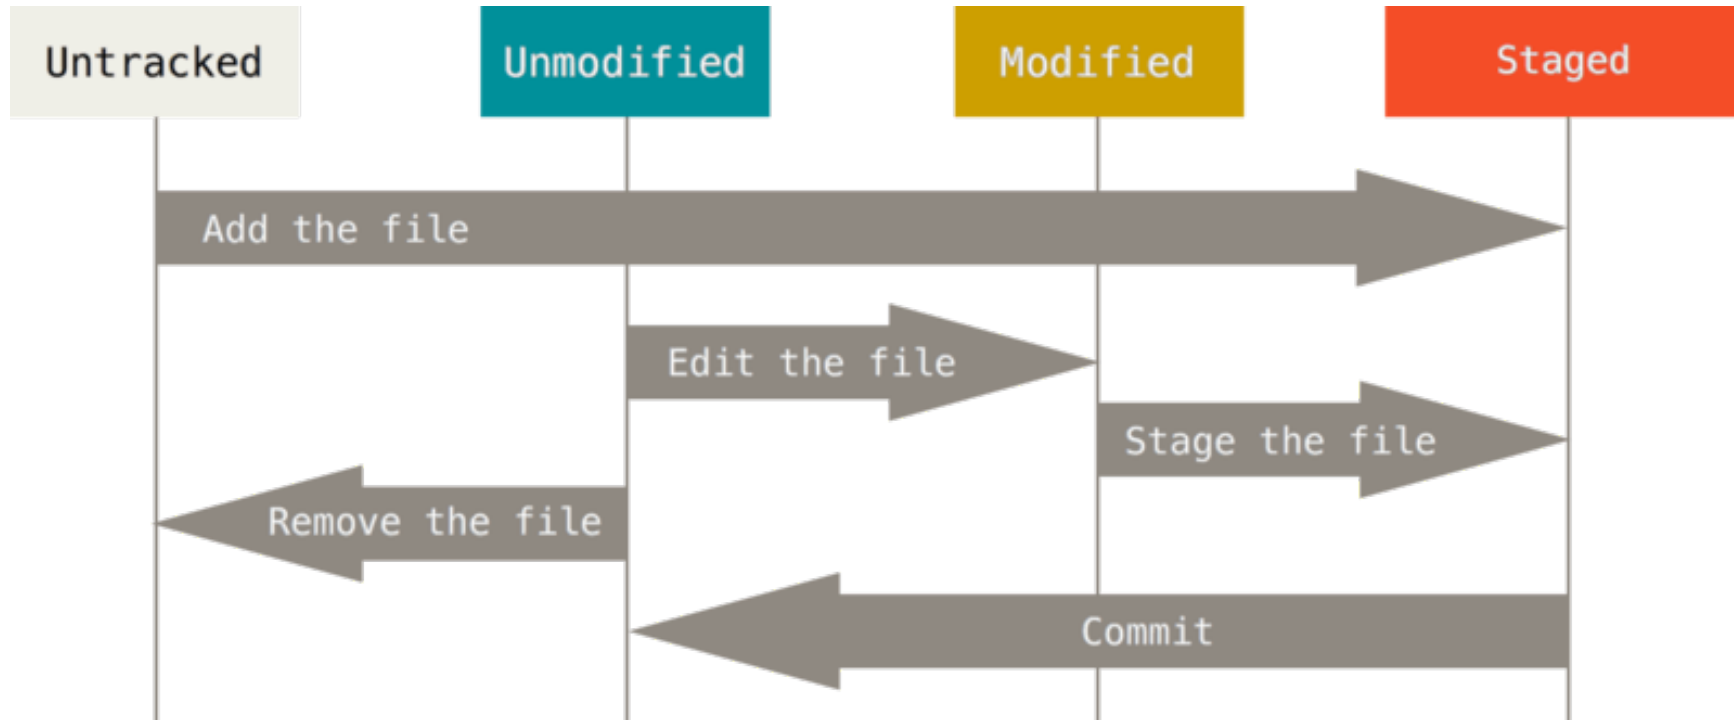 Untracked
Unmodified
Modified
Staged
Add the file
Edit the file
Stage the file
Remove the file
Commit